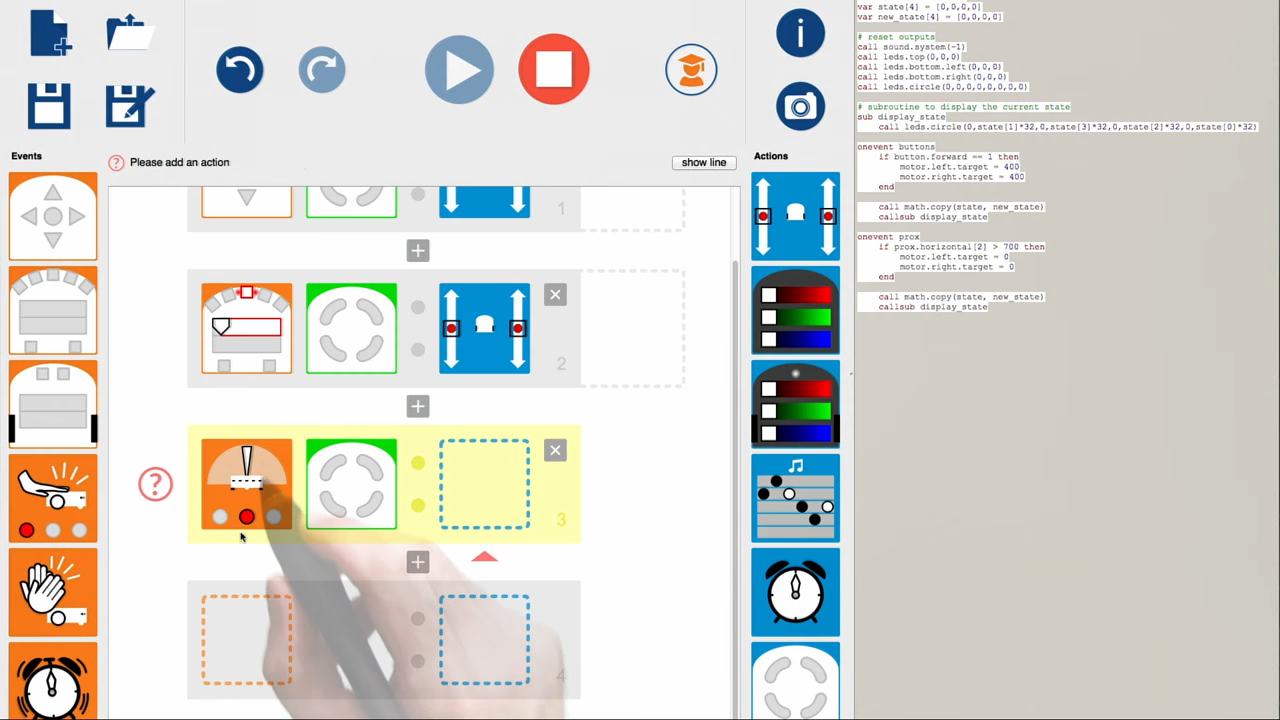 Events
Please add an action
show line
Actions
1
2
3
4
var state[4] = [0,0,0,0]
var new_state[4] = [0,0,0,0]
# reset outputs
call sound.system(-1)
call leds.top(0,0,0)
call leds.bottom.left(0,0,0)
call leds.bottom.right(0,0,0)
call leds.circle(0,0,0,0,0,0,0,0)
# subroutine to display the current state
sub display_state
call leds.circle(0,state[1]*32,0,state[3]*32,0,state[2]*32,0,state[0]*32)
onevent buttons
if button.forward == 1 then
motor.left.target = 400
motor.right.target = 400
end
call math.copy(state, new_state)
callsub display_state
onevent prox
if prox.horizontal[2] > 700 then
motor.left.target = 0
motor.right.target = 0
end
call math.copy(state, new_state)
callsub display_state